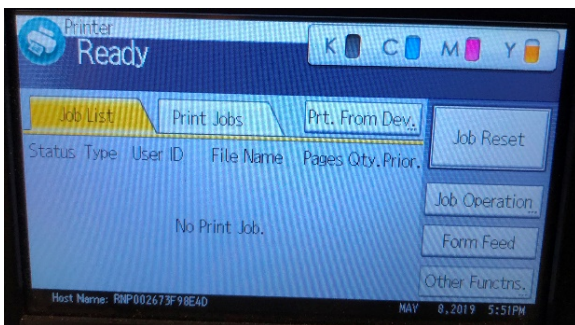 Printer
Ready
K C M Y
Job List Print Jobs Prt. From Dev.
Job Reset
Status Type User ID File Name Pages Qty. Prior.
Job Operation
No Print Job.
Form Feed
Other Functns.
Host Name: RNP002673F98E4D
MAY 8,2019 5:51PM